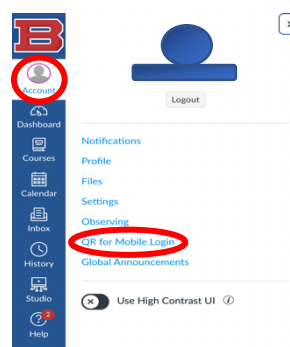 B
Account
Dashboard
Courses
Calendar
Inbox
History
Studio
2
Help
Logout
Notifications
Profile
Files
Settings
Observing
QR for Mobile Login
Global Announcements
Use High Contrast UI